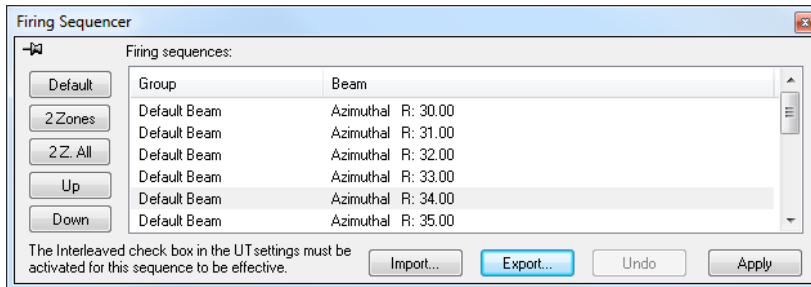 Firing Sequencer
Firing sequences:
Default
2 Zones
2 Z. All
Up
Down
Group Beam
Default Beam Azimuthal R: 30.00
Default Beam Azimuthal R: 31.00
Default Beam Azimuthal R: 32.00
Default Beam Azimuthal R: 33.00
Default Beam Azimuthal R: 34.00
Default Beam Azimuthal R: 35.00
The Interleaved check box in the UT settings must be
activated for this sequence to be effective.
Import... Export... Undo Apply